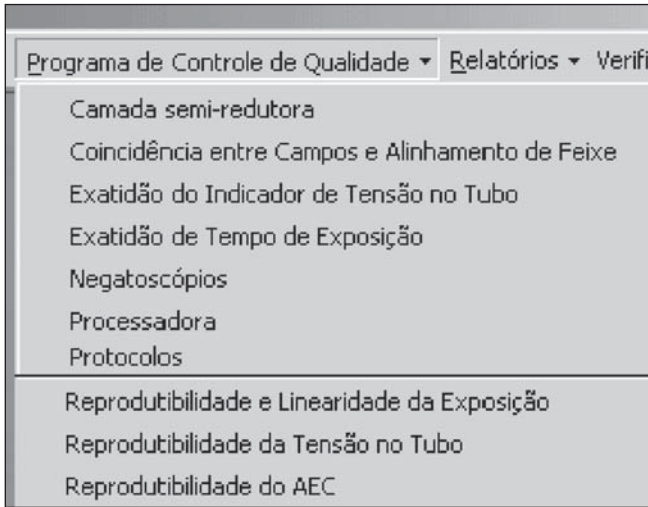 Programa de Controle de Qualidade Relatórios
Camada semi-redutora
Coincidência entre Campos e Alinhamento de Feixe
Exatidão do Indicador de Tensão no Tubo
Exatidão de Tempo de Exposição
Negatoscópios
Processadora
Protocolos
Reprodutibilidade e Linearidade da Exposição
Reprodutibilidade da Tensão no Tubo
Reprodutibilidade do AEC